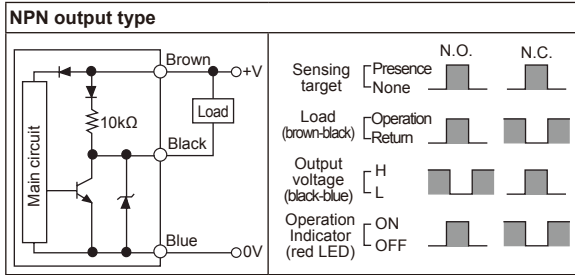 NPN output type
Brown
+V
Load
10kΩ
Black
Main circuit
Blue
0V
N.O. N.C.
Sensing target
Presence
None
Load
(brown-black)
Operation
Return
Output
voltage
(black-blue)
H
L
Operation
Indicator
(red LED)
ON
OFF